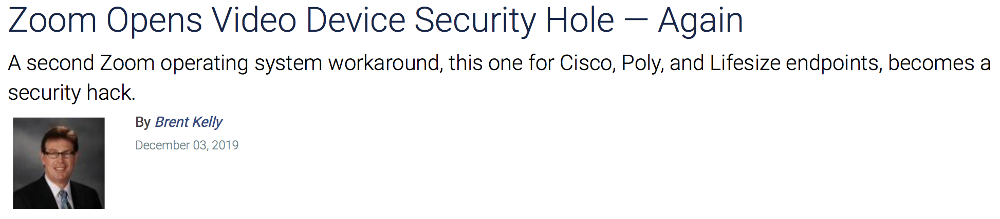 Zoom Opens Video Device Security Hole — Again
A second Zoom operating system workaround, this one for Cisco, Poly, and Lifesize endpoints, becomes a
security hack.
By Brent Kelly
December 03, 2019